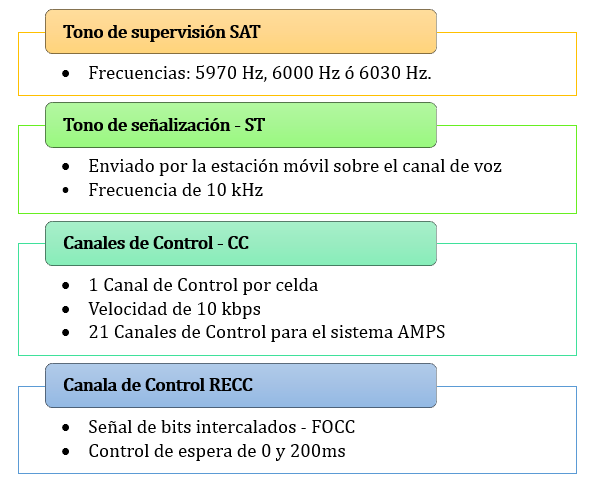 Tono de supervisión SAT
• Frecuencias: 5970 Hz, 6000 Hz ó 6030 Hz.
Tono de señalización - ST
• Enviado por la estación móvil sobre el canal de voz
• Frecuencia de 10 kHz
Canales de Control - CC
• 1 Canal de Control por celda
• Velocidad de 10 kbps
• 21 Canales de Control para el sistema AMPS
Canala de Control RECC
• Señal de bits intercalados - FOCC
• Control de espera de 0 y 200ms